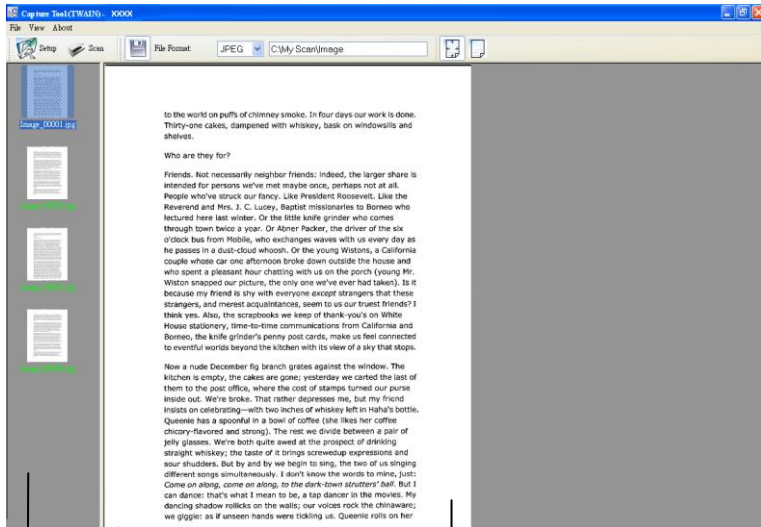 Capture Tool(TWAIN) - XXXX
File View About
Setup Scan File Format: JPEG C:\My Scan\Image
Image_00001.jpg
to the world on puffs of chimney smoke. In four days our work is done.
Thirty-one cakes, dampened with whiskey, bask on windowsills and
shelves.
Who are they for?
Friends. Not necessarily neighbor friends: indeed, the larger share is
intended for persons we've met maybe once, perhaps not at all.
People who've struck our fancy. Like President Roosevelt. Like the
Reverend and Mrs. J. C. Lucey, Baptist missionaries to Borneo who
lectured here last winter. Or the little knife grinder who comes
through town twice a year. Or Abner Packer, the driver of the six
o'clock bus from Mobile, who exchanges waves with us every day as
he passes in a dust-cloud whoosh. Or the young Wistons, a California
couple whose car one afternoon broke down outside the house and
who spent a pleasant hour chatting with us on the porch (young Mr.
Wiston snapped our picture, the only one we've ever had taken). Is it
because my friend is shy with everyone except strangers that these
strangers, and merest acquaintances, seem to us our truest friends? I
think yes. Also, the scrapbooks we keep of thank-you's on White
House stationery, time-to-time communications from California and
Borneo, the knife grinder's penny post cards, make us feel connected
to eventful worlds beyond the kitchen with its view of a sky that stops.
Now a nude December fig branch grates against the window. The
kitchen is empty, the cakes are gone; yesterday we carted the last of
them to the post office, where the cost of stamps turned our purse
inside out. We're broke. That rather depresses me, but my friend
insists on celebrating—with two inches of whiskey left in Haha's bottle.
Queenie has a spoonful in a bowl of coffee (she likes her coffee
chicory-flavored and strong). The rest we divide between a pair of
jelly glasses. We're both quite awed at the prospect of drinking
straight whiskey; the taste of it brings screwedup expressions and
sour shudders. But by and by we begin to sing, the two of us singing
different songs simultaneously. I don't know the words to mine, just:
Come on along, come on along, to the dark-town strutters' ball. But I
can dance: that's what I mean to be, a tap dancer in the movies. My
dancing shadow rollicks on the walls; our voices rock the chinaware;
we giggle: as if unseen hands were tickling us. Queenie rolls on her